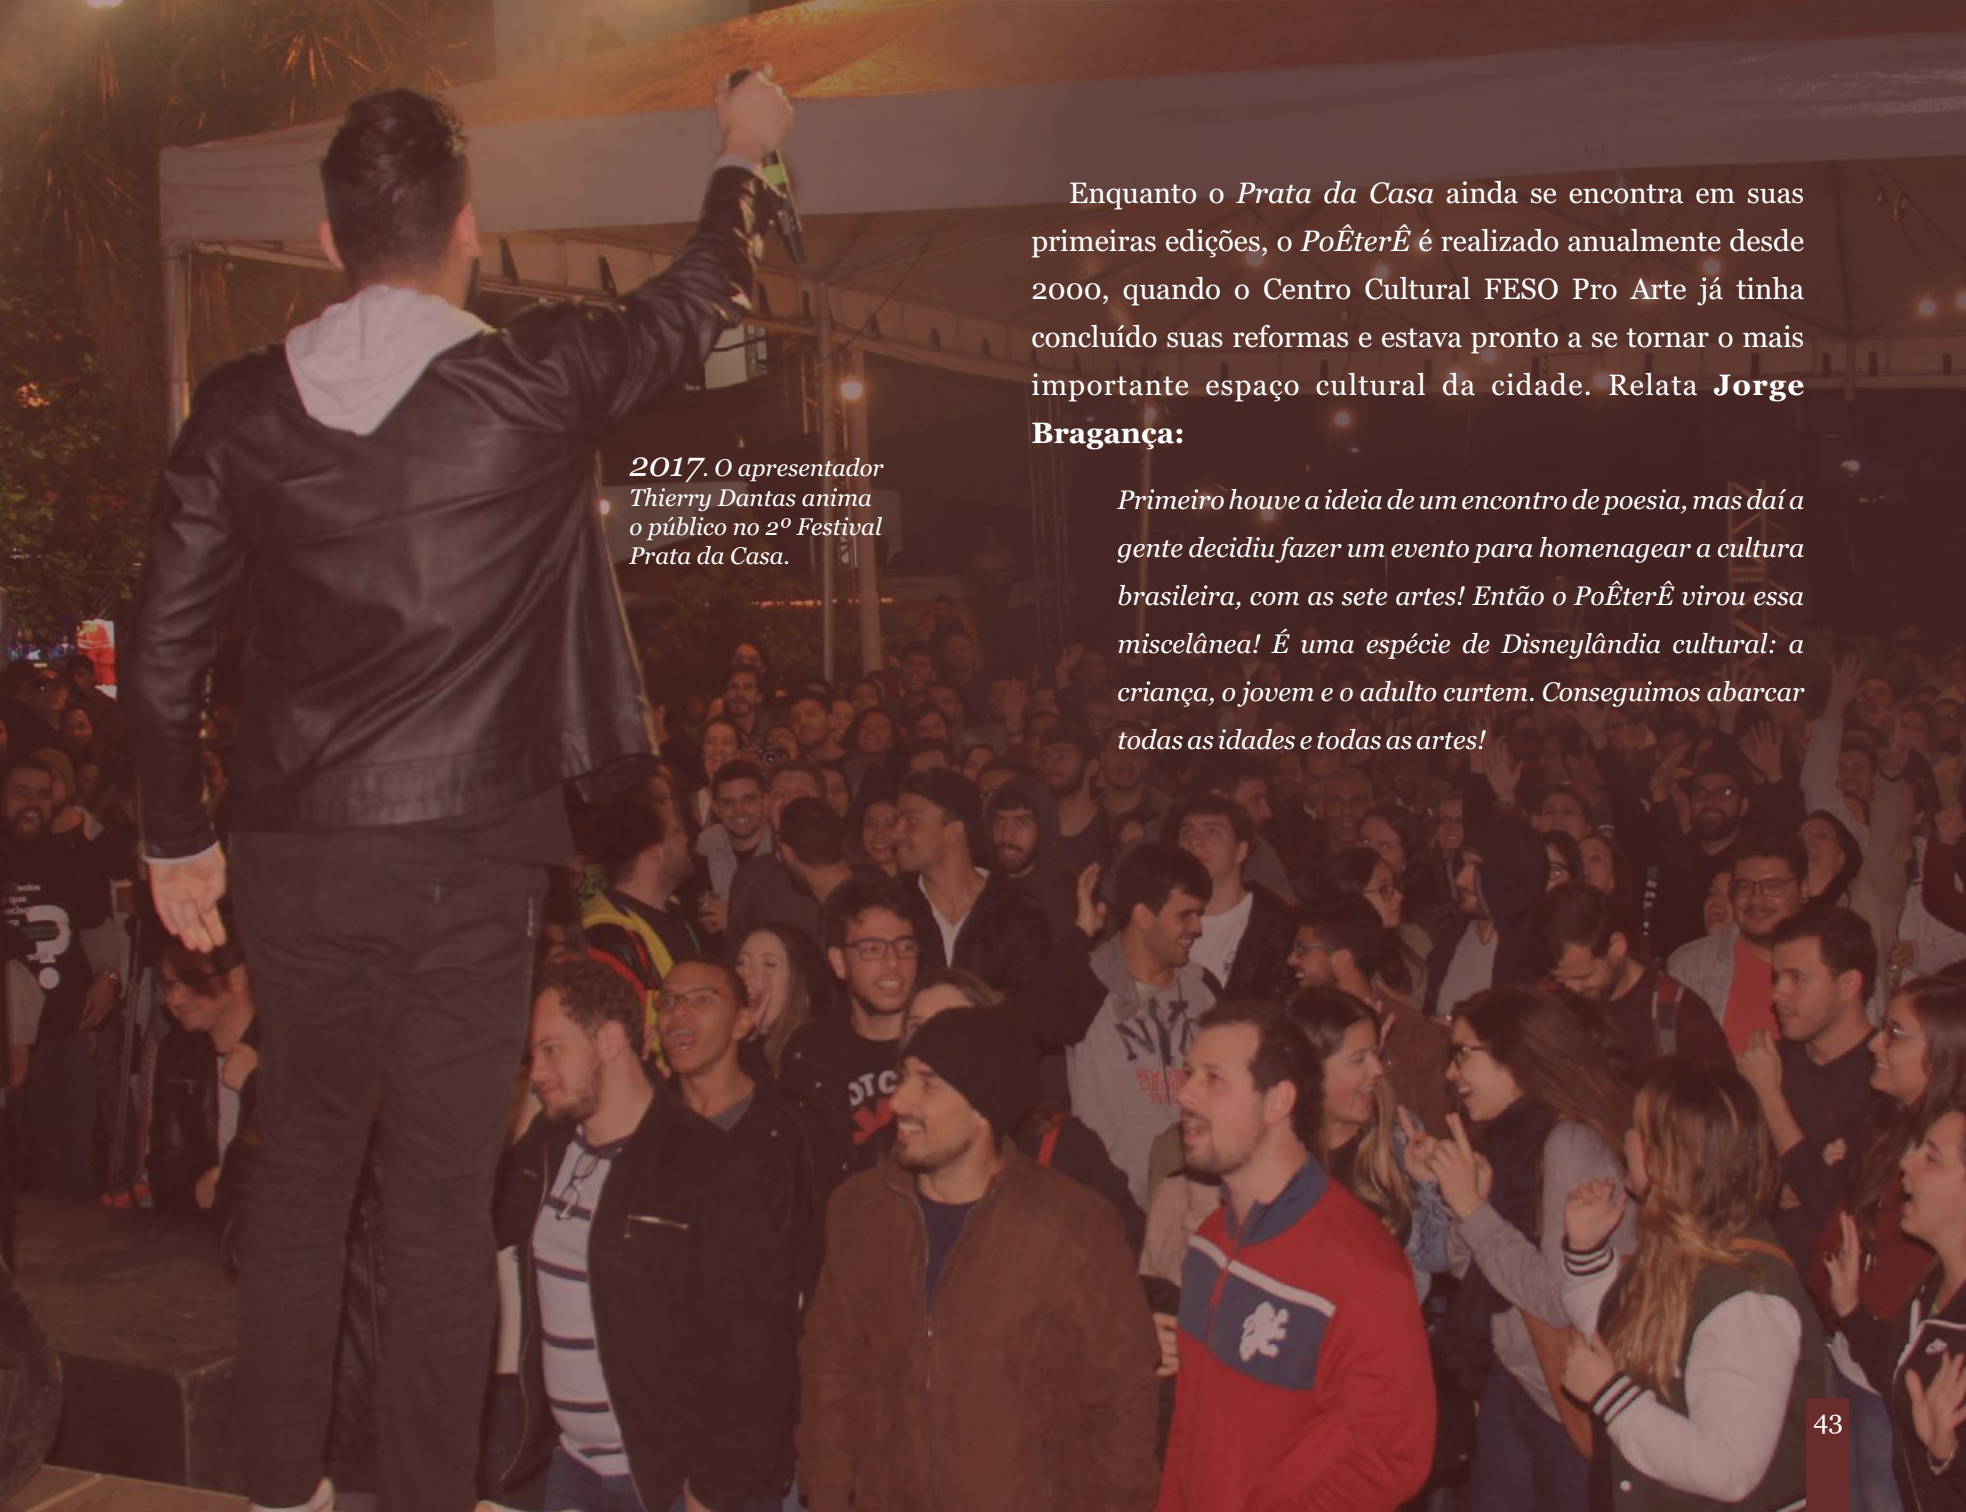 Enquanto o Prata da Casa ainda se encontra em suas
primeiras edições, o PoÊterÊ é realizado anualmente desde
2000, quando o Centro Cultural FESO Pro Arte já tinha
concluído suas reformas e estava pronto a se tornar o mais
importante espaço cultural da cidade. Relata Jorge
Bragança:
Primeiro houve a ideia de um encontro de poesia, mas daí a
gente decidiu fazer um evento para homenagear a cultura
brasileira, com as sete artes! Então o PoÊterÊ virou essa
miscelânea! É uma espécie de Disneylândia cultural: a
criança, o jovem e o adulto curtem. Conseguimos abarcar
todas as idades e todas as artes!
2017. O apresentador
Thierry Dantas anima
o público no 2º Festival
Prata da Casa.
que
?
43